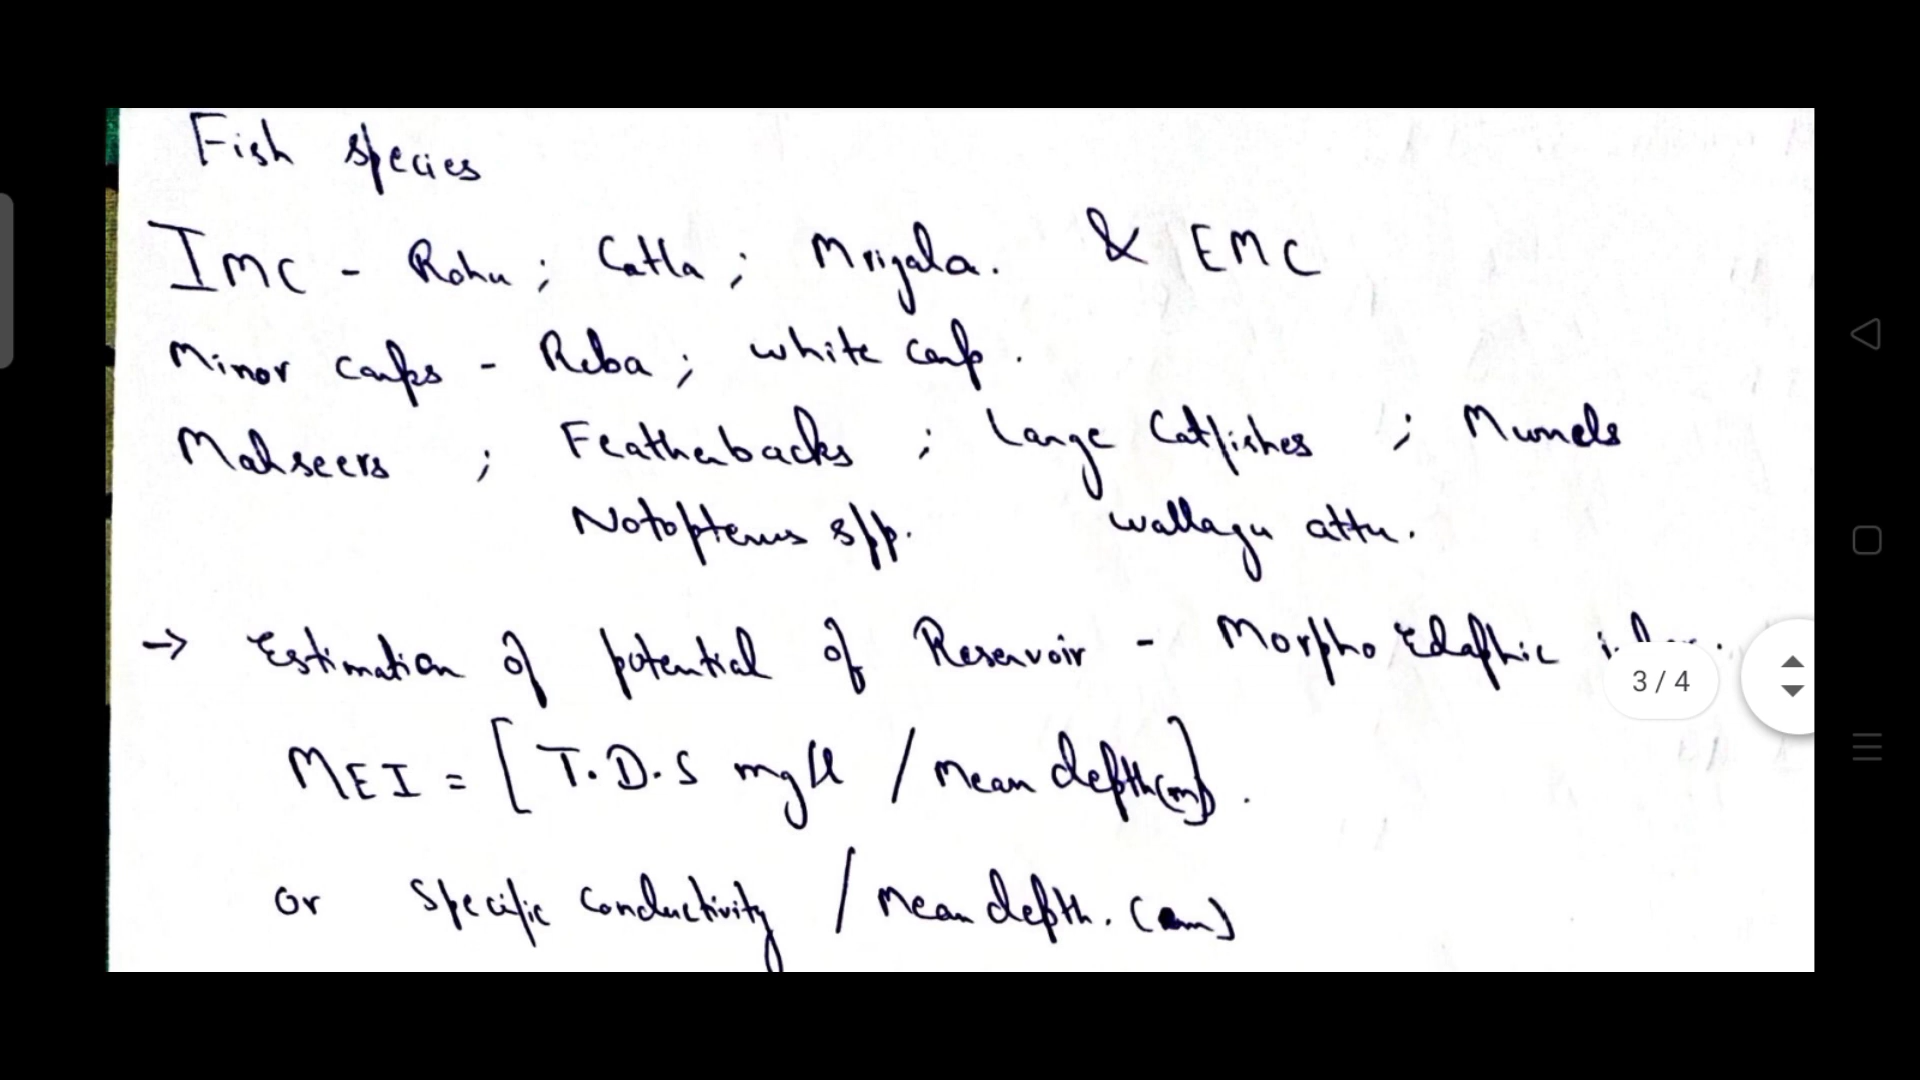 Fish species
IMC - Rohu ; Catla ; Mrigala. & EMC
Minor carps - Reba ; white carp.
Mahseers ; Featherbacks ; Large Catfishes ; Murrels
Notopterus spp. wallagu attu.
→ Estimation of potential of Reservoir - Morpho Edaphic
3 / 4
MEI = [T.D.S mg/l / Mean depth(m)].
or Specific Conductivity / Mean depth. (m)